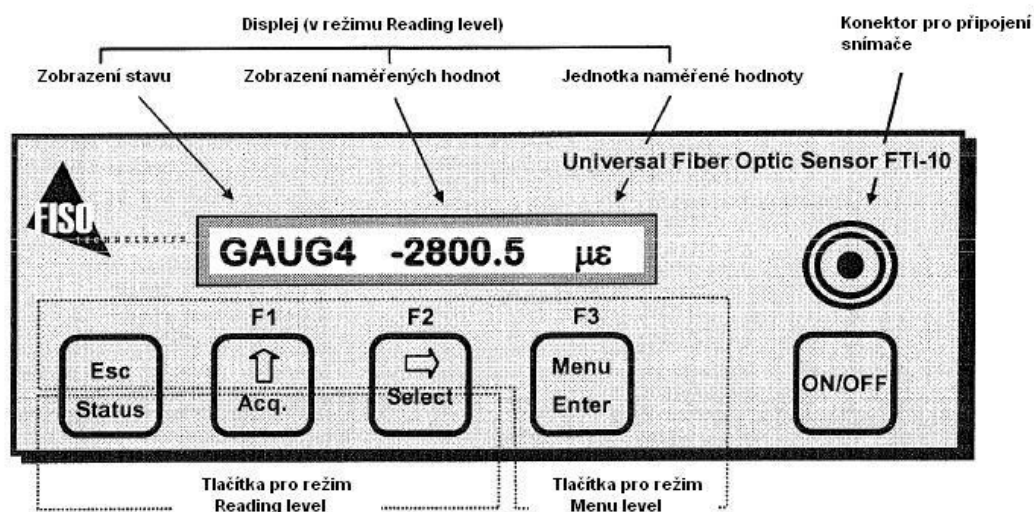 Displej (v režimu Reading level)
Konektor pro připojení
snímače
Zobrazení stavu
Zobrazení naměřených hodnot
Jednotka naměřené hodnoty
Universal Fiber Optic Sensor FTI-10
FISO
TECHNOLOGIES
GAUG4 -2800.5 με
F1
F2
F3
Esc
Status
Acq.
Select
Menu
Enter
ON/OFF
Tlačítka pro režim
Reading level
Tlačítka pro režim
Menu level